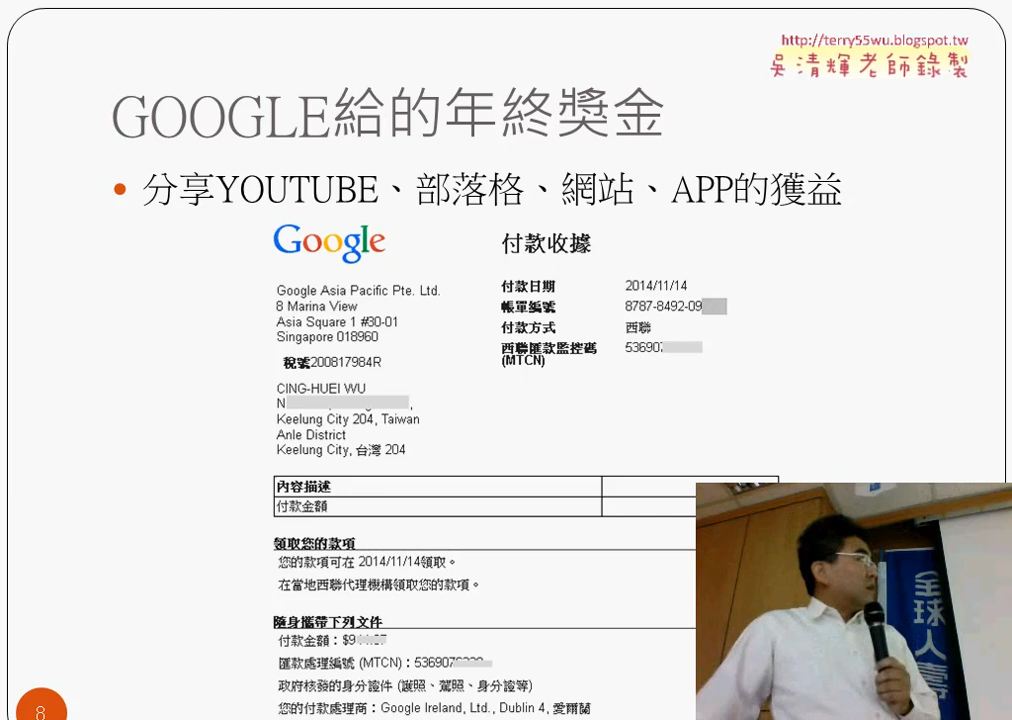 http://terry55wu.blogspot.tw
吳清輝老師錄製
GOOGLE給的年終獎金
• 分享YOUTUBE、部落格、網站、APP的獲益
Google
付款收據
Google Asia Pacific Pte. Ltd.
8 Marina View
Asia Square 1 #30-01
Singapore 018960
稅號200817984R
付款日期 2014/11/14
帳單編號 8787-8492-09
付款方式 西聯
西聯匯款監控碼 53690
(MTCN)
CING-HUEI WU
N
Keelung City 204, Taiwan
Anle District
Keelung City, 台灣 204
內容描述
付款金額
領取您的款項
您的款項可在 2014/11/14領取。
在當地西聯代理機構領取您的款項。
隨身攜帶下列文件
付款金額：$9
匯款處理編號 (MTCN)：53690
政府核發的身分證件 (護照、駕照、身分證等)
您的付款處理商：Google Ireland, Ltd., Dublin 4, 愛爾蘭
全球人壽
8